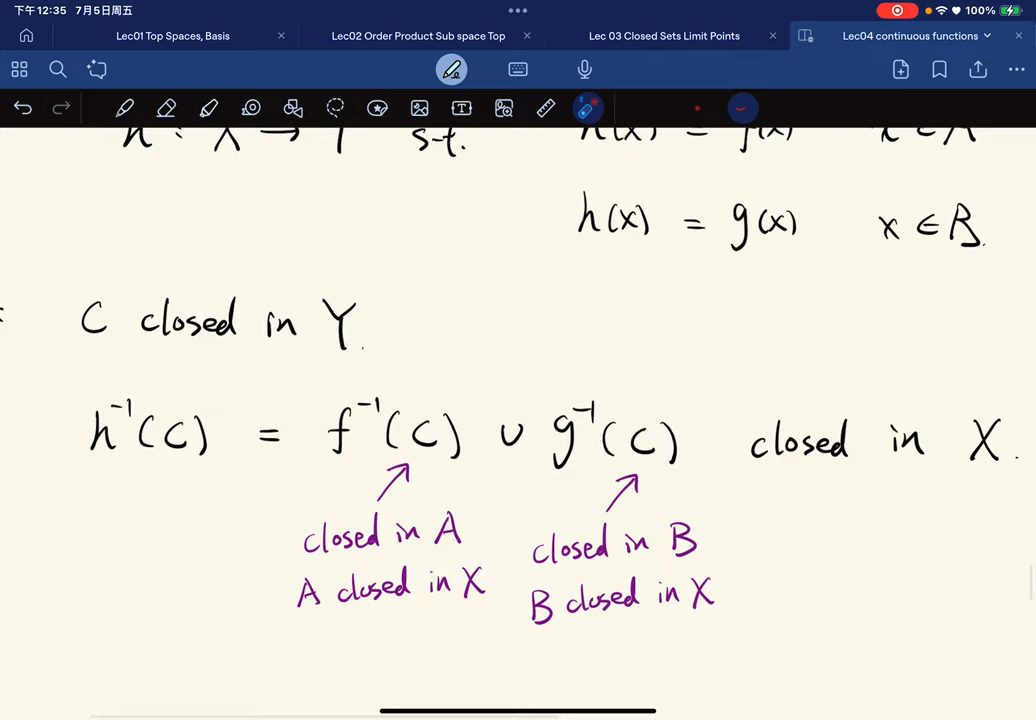 下午12:35 7月5日周五
100%
Lec01 Top Spaces, Basis
Lec02 Order Product Sub space Top
Lec 03 Closed Sets Limit Points
Lec04 continuous functions
h : X → Y s.t. h(x) = f(x) x ∈ A
h(x) = g(x) x ∈ B.
C closed in Y.
h⁻¹(C) = f⁻¹(C) ∪ g⁻¹(C) closed in X.
closed in A
A closed in X
closed in B
B closed in X